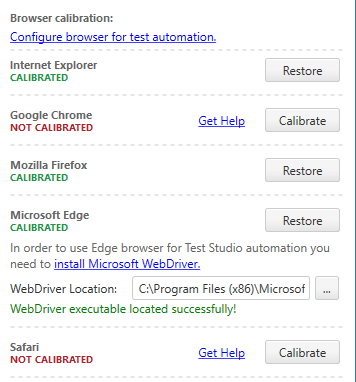 Browser calibration:
Configure browser for test automation.
Internet Explorer
CALIBRATED
Restore
Google Chrome
NOT CALIBRATED
Get Help
Calibrate
Mozilla Firefox
CALIBRATED
Restore
Microsoft Edge
CALIBRATED
Restore
In order to use Edge browser for Test Studio automation you
need to install Microsoft WebDriver.
WebDriver Location: C:\Program Files (x86)\Microsof ...
WebDriver executable located successfully!
Safari
NOT CALIBRATED
Get Help
Calibrate